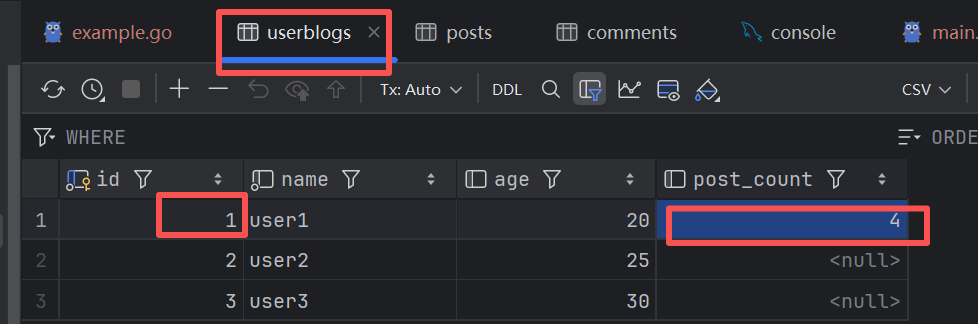 example.go userblogs × posts comments console main.
Tx: Auto DDL CSV
WHERE ORDE
id name age post_count
1 1 user1 20 4
2 2 user2 25 <null>
3 3 user3 30 <null>